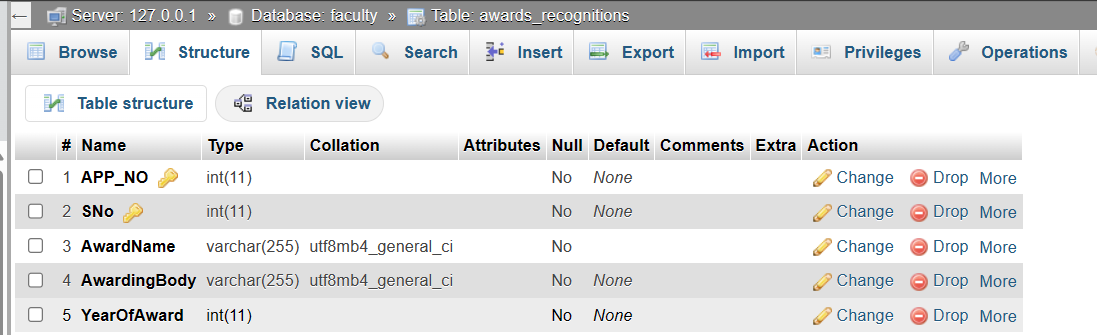 Server: 127.0.0.1 » Database: faculty » Table: awards_recognitions
Browse Structure SQL Search Insert Export Import Privileges Operations
Table structure Relation view
# Name Type Collation Attributes Null Default Comments Extra Action
1 APP_NO int(11) No None Change Drop More
2 SNo int(11) No None Change Drop More
3 AwardName varchar(255) utf8mb4_general_ci No Change Drop More
4 AwardingBody varchar(255) utf8mb4_general_ci No None Change Drop More
5 YearOfAward int(11) No None Change Drop More